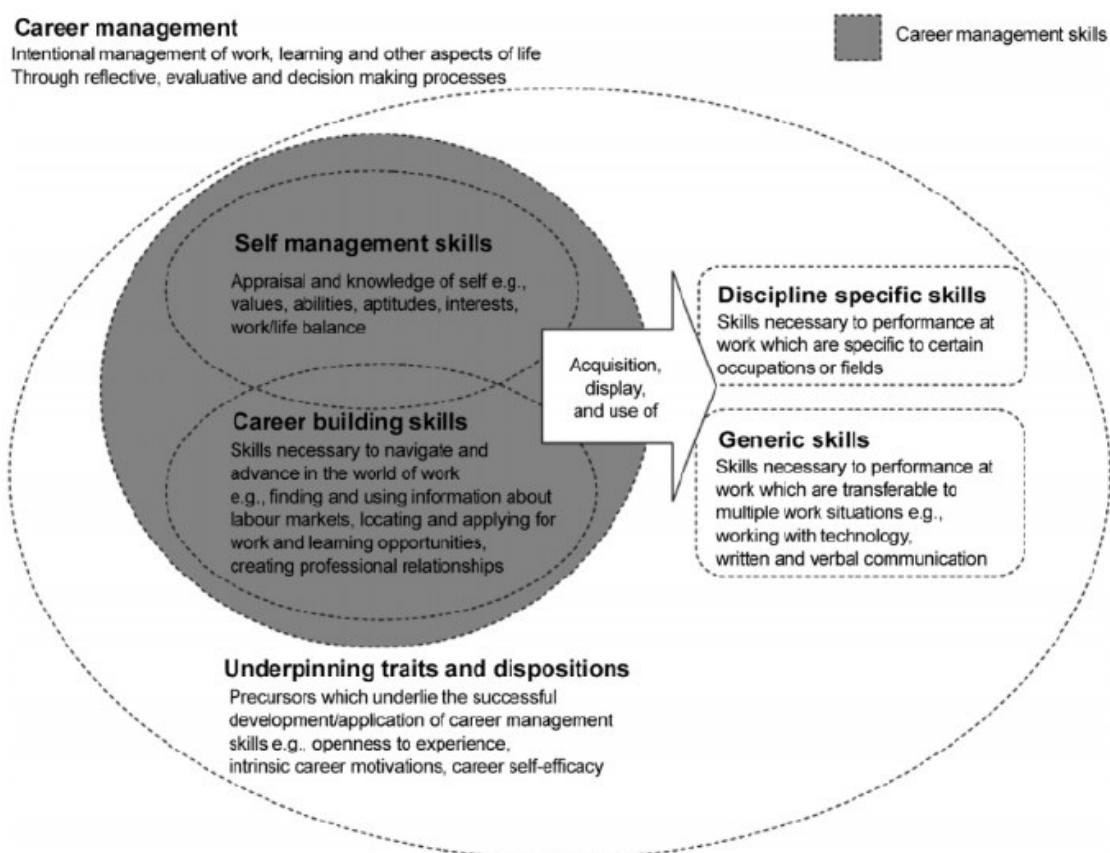 Career management
Intentional management of work, learning and other aspects of life
Through reflective, evaluative and decision making processes
Career management skills
Self management skills
Appraisal and knowledge of self e.g.,
values, abilities, aptitudes, interests,
work/life balance
Career building skills
Skills necessary to navigate and
advance in the world of work
e.g., finding and using information about
labour markets, locating and applying for
work and learning opportunities,
creating professional relationships
Acquisition,
display,
and use of
Discipline specific skills
Skills necessary to performance at
work which are specific to certain
occupations or fields
Generic skills
Skills necessary to performance at
work which are transferable to
multiple work situations e.g.,
working with technology,
written and verbal communication
Underpinning traits and dispositions
Precursors which underlie the successful
development/application of career management
skills e.g., openness to experience,
intrinsic career motivations, career self-efficacy